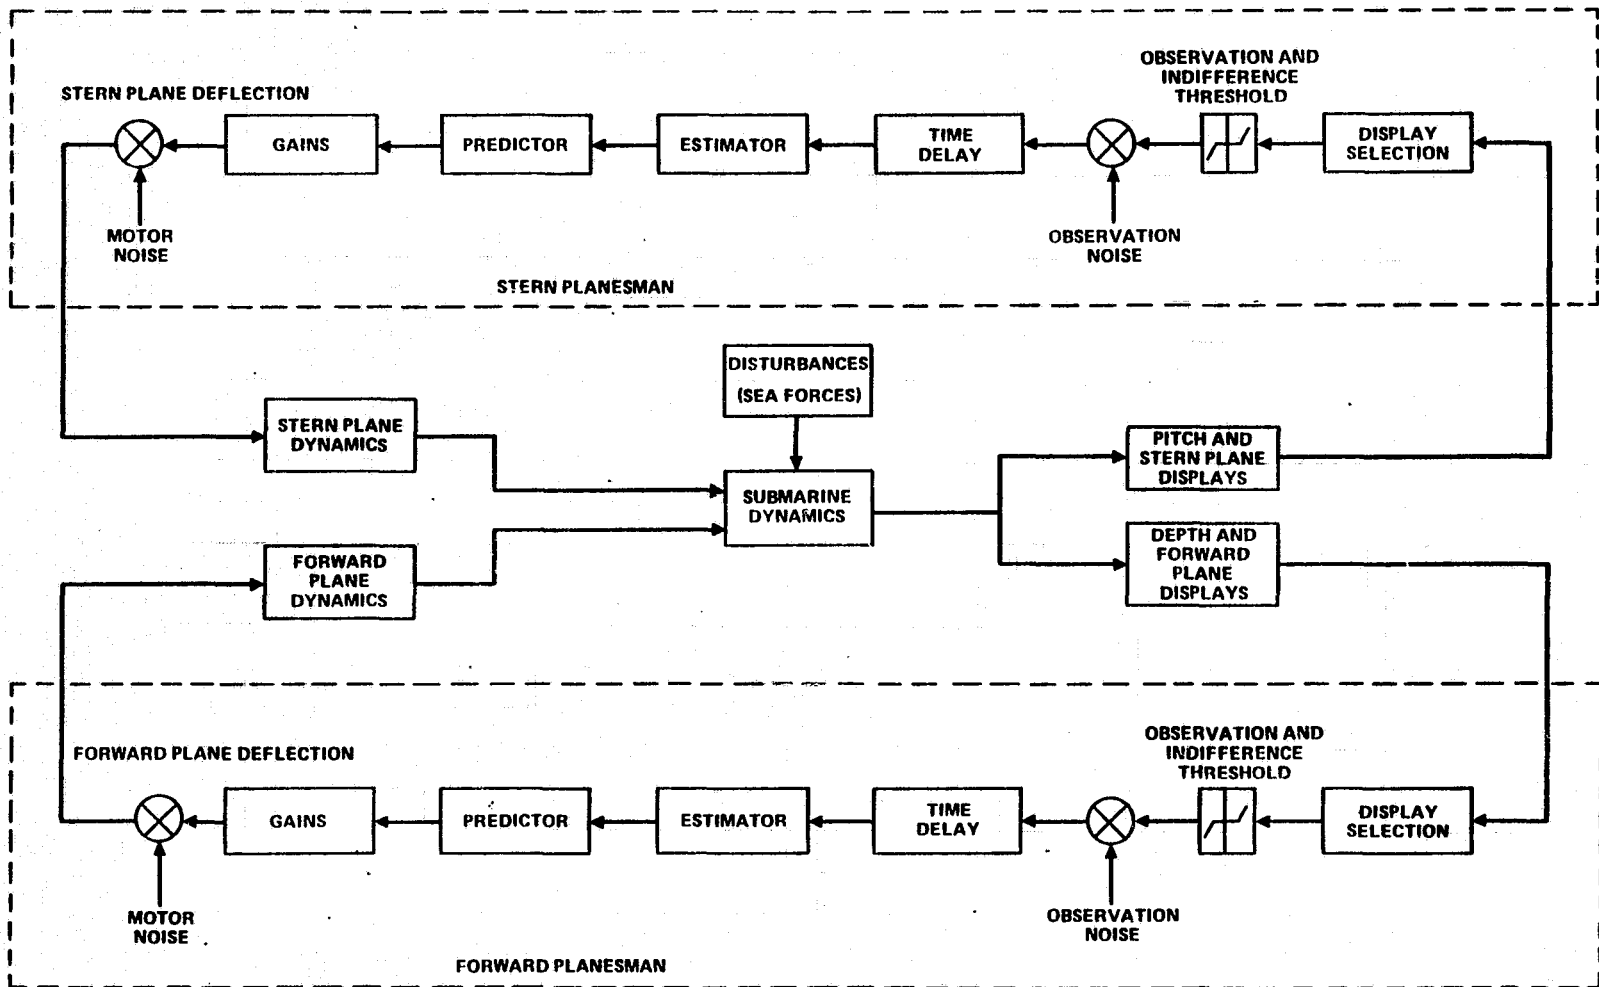 OBSERVATION AND
INDIFFERENCE
THRESHOLD
STERN PLANE DEFLECTION
GAINS
PREDICTOR
ESTIMATOR
TIME
DELAY
DISPLAY
SELECTION
MOTOR
NOISE
OBSERVATION
NOISE
STERN PLANESMAN
DISTURBANCES
(SEA FORCES)
STERN PLANE
DYNAMICS
PITCH AND
STERN PLANE
DISPLAYS
SUBMARINE
DYNAMICS
FORWARD
PLANE
DYNAMICS
DEPTH AND
FORWARD
PLANE
DISPLAYS
OBSERVATION AND
INDIFFERENCE
THRESHOLD
FORWARD PLANE DEFLECTION
GAINS
PREDICTOR
ESTIMATOR
TIME
DELAY
DISPLAY
SELECTION
MOTOR
NOISE
OBSERVATION
NOISE
FORWARD PLANESMAN